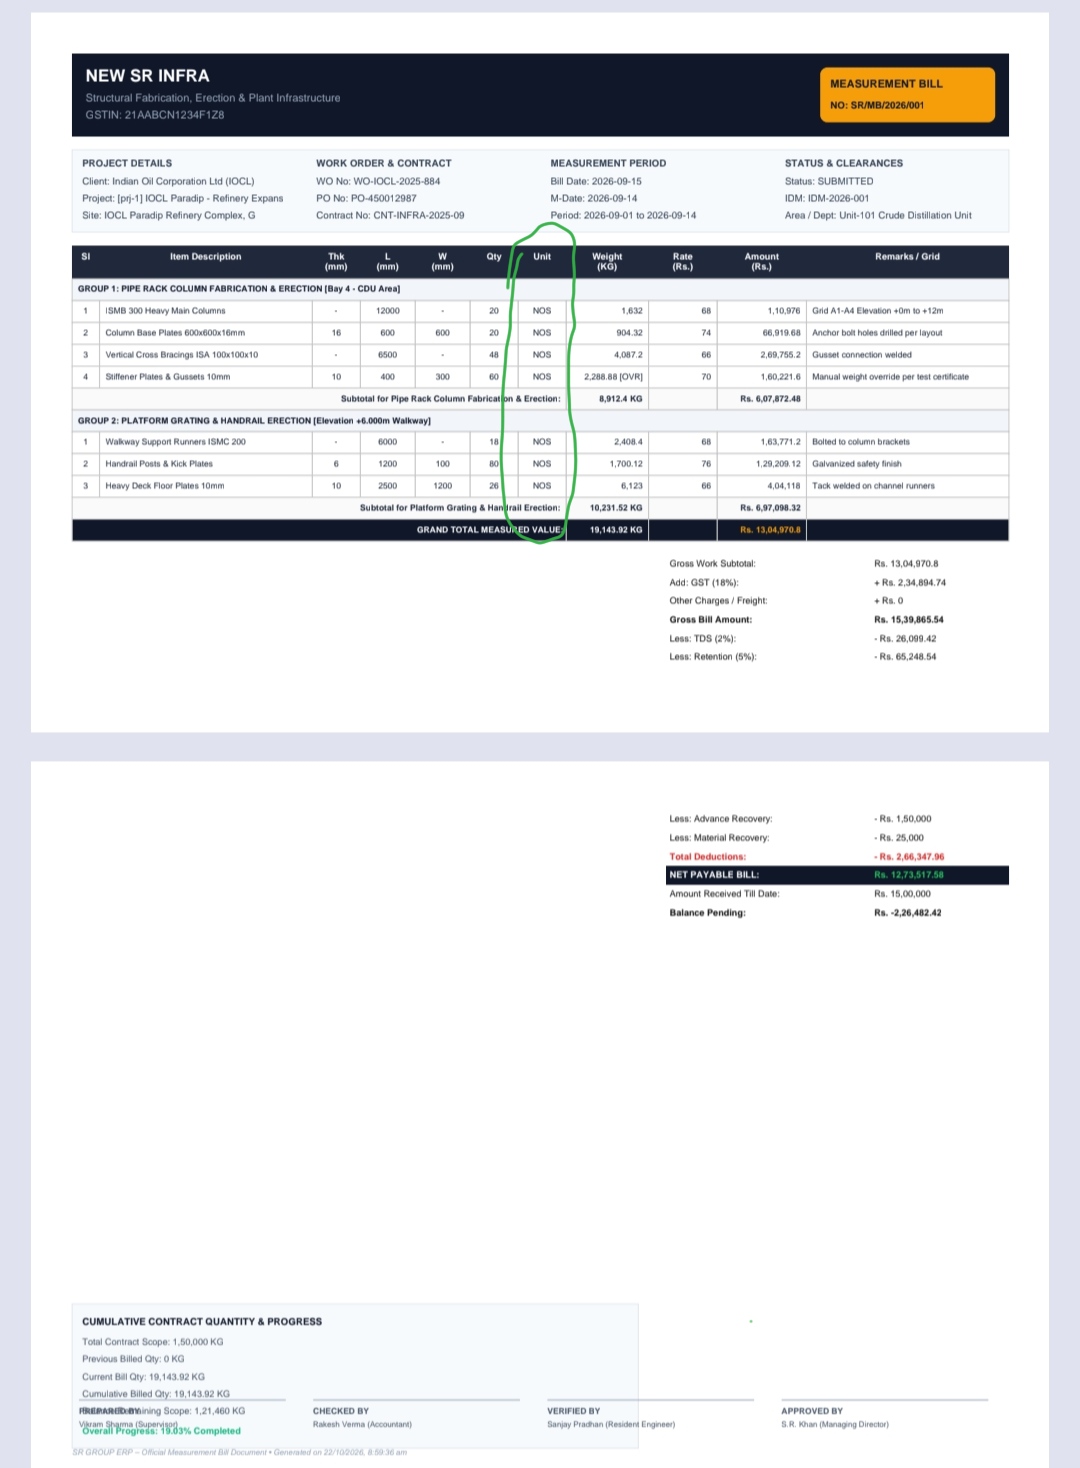 NEW SR INFRA
Structural Fabrication, Erection & Plant Infrastructure
GSTIN: 21AABCN1234F1Z8
MEASUREMENT BILL
NO: SR/MB/2026/001
PROJECT DETAILS
Client: Indian Oil Corporation Ltd (IOCL)
Project: [prj-1] IOCL Paradip - Refinery Expans
Site: IOCL Paradip Refinery Complex, G
WORK ORDER & CONTRACT
WO No: WO-IOCL-2025-884
PO No: PO-450012987
Contract No: CNT-INFRA-2025-09
MEASUREMENT PERIOD
Bill Date: 2026-09-15
M-Date: 2026-09-14
Period: 2026-09-01 to 2026-09-14
STATUS & CLEARANCES
Status: SUBMITTED
IDM: IDM-2026-001
Area / Dept: Unit-101 Crude Distillation Unit
Sl Item Description Thk (mm) L (mm) W (mm) Qty Unit Weight (KG) Rate (Rs.) Amount (Rs.) Remarks / Grid
GROUP 1: PIPE RACK COLUMN FABRICATION & ERECTION [Bay 4 - CDU Area]
1 ISMB 300 Heavy Main Columns - 12000 - 20 NOS 1,632 68 1,10,976 Grid A1-A4 Elevation +0m to +12m
2 Column Base Plates 600x600x16mm 16 600 600 20 NOS 904.32 74 66,919.68 Anchor bolt holes drilled per layout
3 Vertical Cross Bracings ISA 100x100x10 - 6500 - 48 NOS 4,087.2 66 2,69,755.2 Gusset connection welded
4 Stiffener Plates & Gussets 10mm 10 400 300 60 NOS 2,288.88 [OVR] 70 1,60,221.6 Manual weight override per test certificate
Subtotal for Pipe Rack Column Fabrication & Erection: 8,912.4 KG Rs. 6,07,872.48
GROUP 2: PLATFORM GRATING & HANDRAIL ERECTION [Elevation +6.000m Walkway]
1 Walkway Support Runners ISMC 200 - 6000 - 18 NOS 2,408.4 68 1,63,771.2 Bolted to column brackets
2 Handrail Posts & Kick Plates 6 1200 100 80 NOS 1,700.12 76 1,29,209.12 Galvanized safety finish
3 Heavy Deck Floor Plates 10mm 10 2500 1200 26 NOS 6,123 66 4,04,118 Tack welded on channel runners
Subtotal for Platform Grating & Handrail Erection: 10,231.52 KG Rs. 6,97,098.32
GRAND TOTAL MEASURED VALUE: 19,143.92 KG Rs. 13,04,970.8
Gross Work Subtotal: Rs. 13,04,970.8
Add: GST (18%): + Rs. 2,34,894.74
Other Charges / Freight: + Rs. 0
Gross Bill Amount: Rs. 15,39,865.54
Less: TDS (2%): - Rs. 26,099.42
Less: Retention (5%): - Rs. 65,248.54
Less: Advance Recovery: - Rs. 1,50,000
Less: Material Recovery: - Rs. 25,000
Total Deductions: - Rs. 2,66,347.96
NET PAYABLE BILL: Rs. 12,73,517.58
Amount Received Till Date: Rs. 15,00,000
Balance Pending: Rs. -2,26,482.42
CUMULATIVE CONTRACT QUANTITY & PROGRESS
Total Contract Scope: 1,50,000 KG
Previous Billed Qty: 0 KG
Current Bill Qty: 19,143.92 KG
Cumulative Billed Qty: 19,143.92 KG
Scope: 1,21,460 KG
Overall Progress: 19.03% Completed
PREPARED BY
Vikram Sharma (Supervisor)
CHECKED BY
Rakesh Verma (Accountant)
VERIFIED BY
Sanjay Pradhan (Resident Engineer)
APPROVED BY
S.R. Khan (Managing Director)
SR GROUP ERP – Official Measurement Bill Document • Generated on 22/10/2026, 8:59:36 am